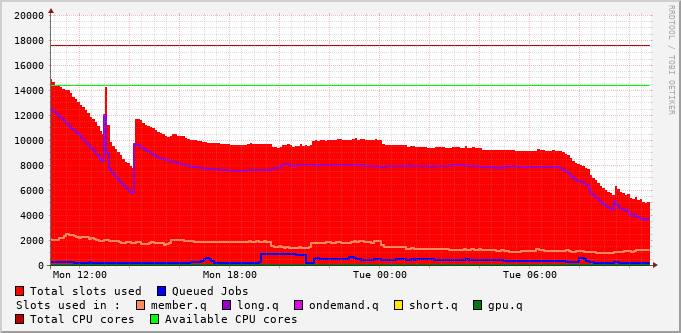 20000
18000
16000
14000
12000
10000
8000
6000
4000
2000
0
Mon 12:00 Mon 18:00 Tue 00:00 Tue 06:00
RRDTOOL / TOBI OETIKER
Total slots used Queued Jobs
Slots used in : member.q long.q ondemand.q short.q gpu.q
Total CPU cores Available CPU cores